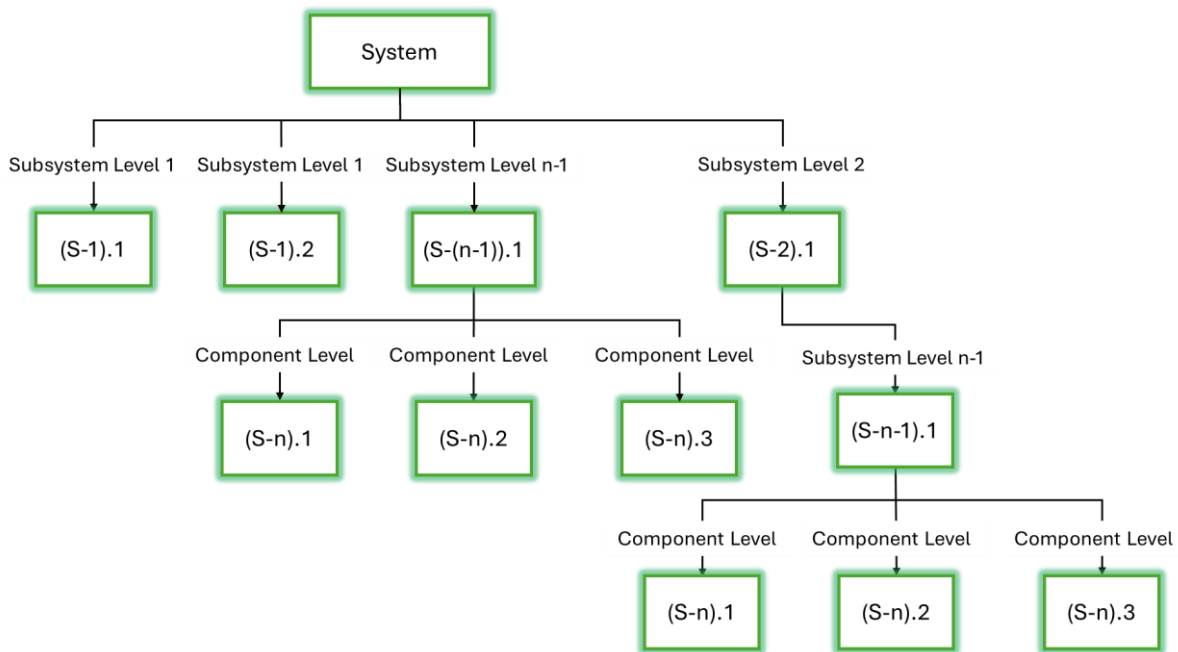 System
Subsystem Level 1
Subsystem Level 1
Subsystem Level n-1
Subsystem Level 2
(S-1).1
(S-1).2
(S-(n-1)).1
(S-2).1
Component Level
Component Level
Component Level
Subsystem Level n-1
(S-n).1
(S-n).2
(S-n).3
(S-n-1).1
Component Level
Component Level
Component Level
(S-n).1
(S-n).2
(S-n).3